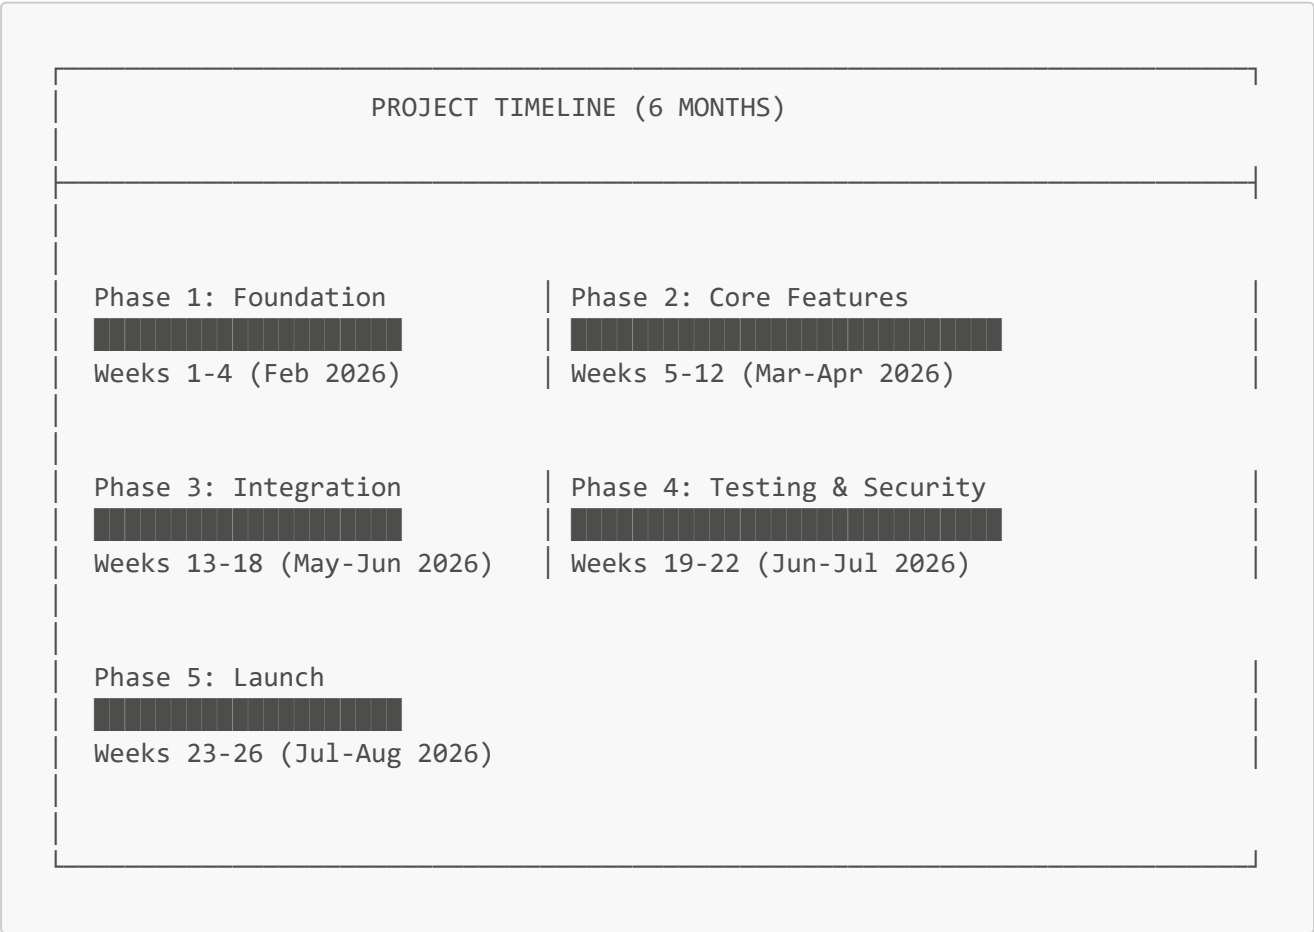 PROJECT TIMELINE (6 MONTHS)
Phase 1: Foundation
Weeks 1-4 (Feb 2026)
Phase 2: Core Features
Weeks 5-12 (Mar-Apr 2026)
Phase 3: Integration
Weeks 13-18 (May-Jun 2026)
Phase 4: Testing & Security
Weeks 19-22 (Jun-Jul 2026)
Phase 5: Launch
Weeks 23-26 (Jul-Aug 2026)